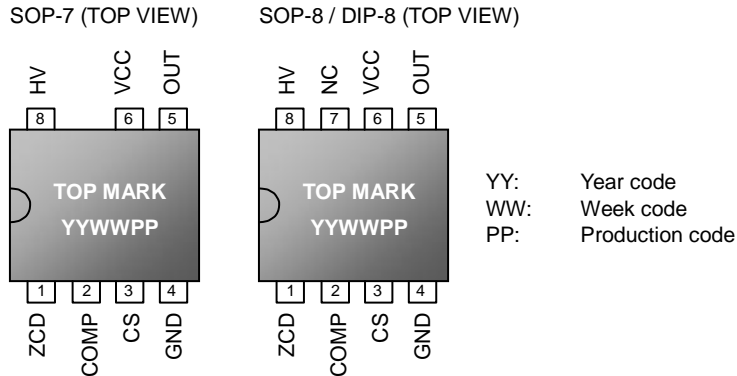 SOP-7 (TOP VIEW)
HV VCC OUT
8 6 5
TOP MARK
YYWWPP
1 2 3 4
ZCD COMP CS GND
SOP-8 / DIP-8 (TOP VIEW)
HV NC VCC OUT
8 7 6 5
TOP MARK
YYWWPP
1 2 3 4
ZCD COMP CS GND
YY: Year code
WW: Week code
PP: Production code